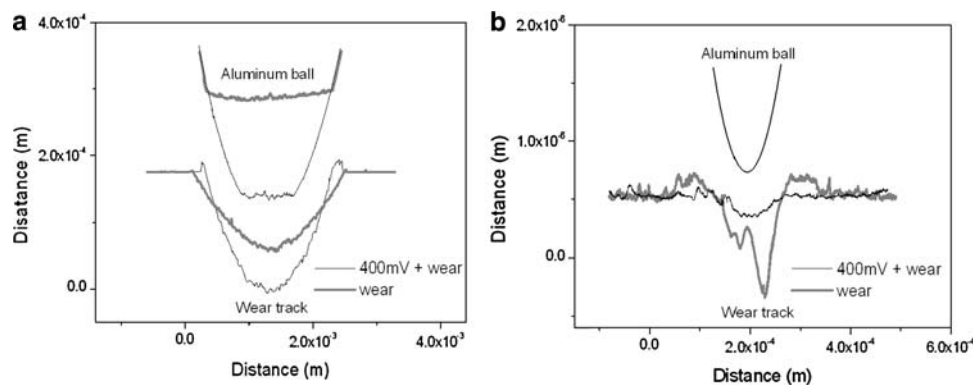 a
4.0x10⁻⁴
2.0x10⁻⁴
0.0
Disatance (m)
Aluminum ball
400mV + wear
wear
Wear track
0.0
2.0x10⁻³
4.0x10⁻³
Distance (m)
b
2.0x10⁻⁶
1.0x10⁻⁶
0.0
Distance (m)
Aluminum ball
400mV + wear
wear
Wear track
0.0
2.0x10⁻⁴
4.0x10⁻⁴
6.0x10⁻⁴
Distance (m)